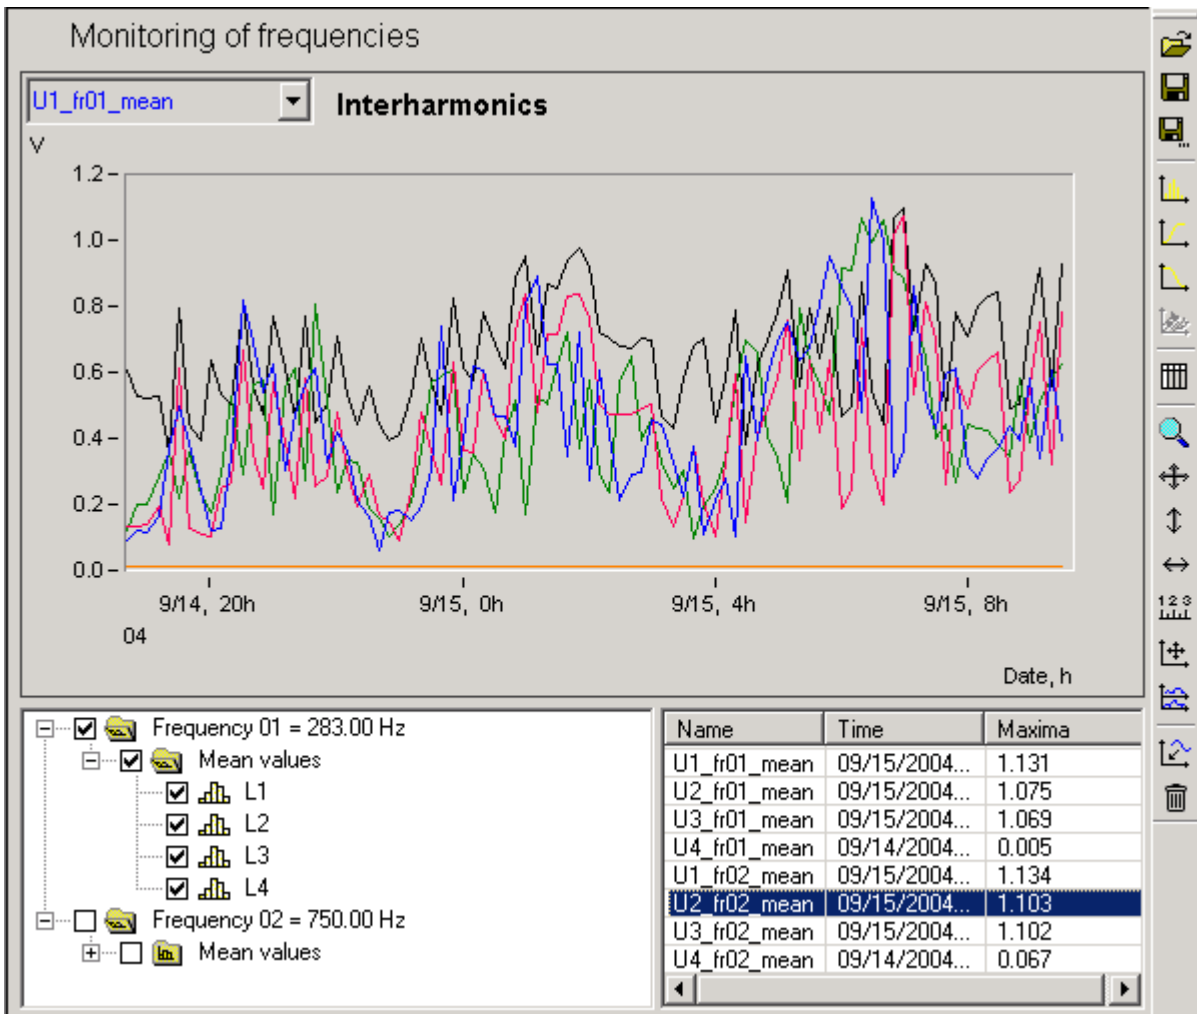 Monitoring of frequencies
U1_fr01_mean
Interharmonics
V
1.2
1.0
0.8
0.6
0.4
0.2
0.0
9/14, 20h 9/15, 0h 9/15, 4h 9/15, 8h
04
Date, h
1 2 3
Frequency 01 = 283.00 Hz
Mean values
L1
L2
L3
L4
Frequency 02 = 750.00 Hz
Mean values
Name Time Maxima
U1_fr01_mean 09/15/2004... 1.131
U2_fr01_mean 09/15/2004... 1.075
U3_fr01_mean 09/15/2004... 1.069
U4_fr01_mean 09/14/2004... 0.005
U1_fr02_mean 09/15/2004... 1.134
U2_fr02_mean 09/15/2004... 1.103
U3_fr02_mean 09/15/2004... 1.102
U4_fr02_mean 09/14/2004... 0.067